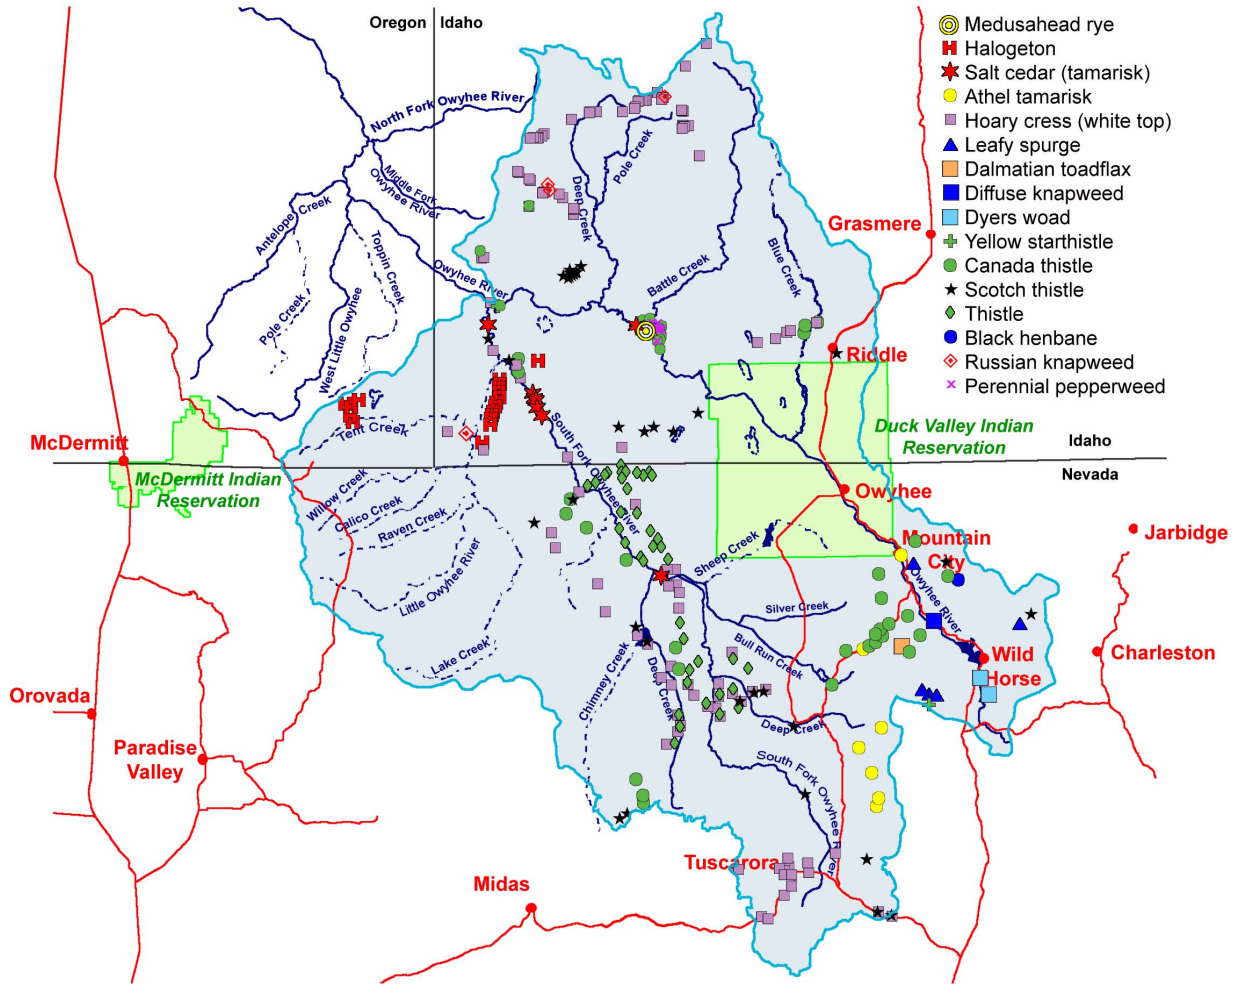 Oregon
Idaho
Medusahead rye
Halogeton
Salt cedar (tamarisk)
Athel tamarisk
Hoary cress (white top)
Leafy spurge
Dalmatian toadflax
Diffuse knapweed
Dyers woad
Yellow starthistle
Canada thistle
Scotch thistle
Thistle
Black henbane
Russian knapweed
Perennial pepperweed
North Fork Owyhee River
Middle Fork
Owyhee River
Antelope Creek
Toppin Creek
Pole Creek
West Little Owyhee
Owyhee River
Deep Creek
Pole Creek
Battle Creek
Blue Creek
Grasmere
Riddle
Duck Valley Indian
Reservation
Idaho
Nevada
McDermitt
McDermitt Indian
Reservation
Tent Creek
Willow Creek
Calico Creek
Raven Creek
Little Owyhee River
Lake Creek
South Fork Owyhee River
Sheep Creek
Owyhee
Mountain
City
Owyhee River
Jarbidge
Charleston
Wild
Horse
Silver Creek
Bull Run Creek
Chimney Creek
Deep Creek
Deep Creek
South Fork Owyhee River
Orovada
Paradise
Valley
Tuscarora
Midas